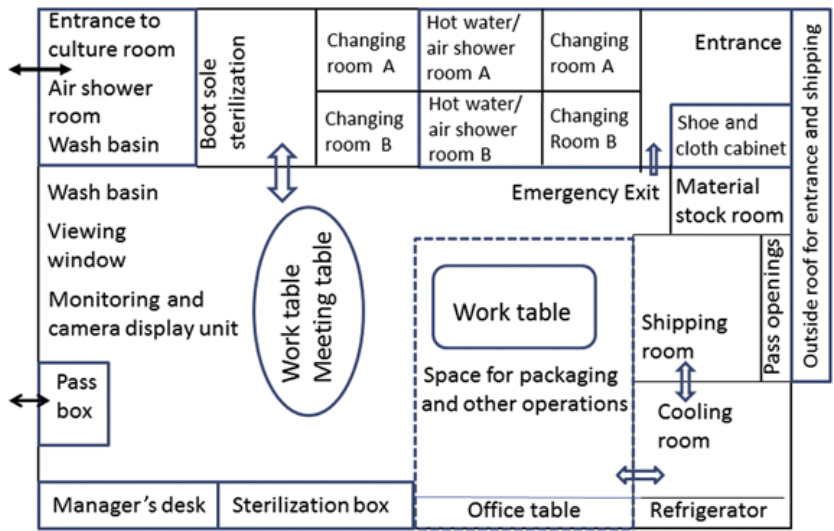 Entrance to
culture room
Air shower
room
Wash basin
Boot sole
sterilization
Changing
room A
Hot water/
air shower
room A
Changing
room A
Entrance
Changing
room B
Hot water/
air shower
room B
Changing
Room B
Shoe and
cloth cabinet
Outside roof for entrance and shipping
Wash basin
Viewing
window
Monitoring and
camera display unit
Emergency Exit
Material
stock room
Work table
Meeting table
Work table
Space for packaging
and other operations
Shipping
room
Pass openings
Pass
box
Cooling
room
Manager's desk
Sterilization box
Office table
Refrigerator